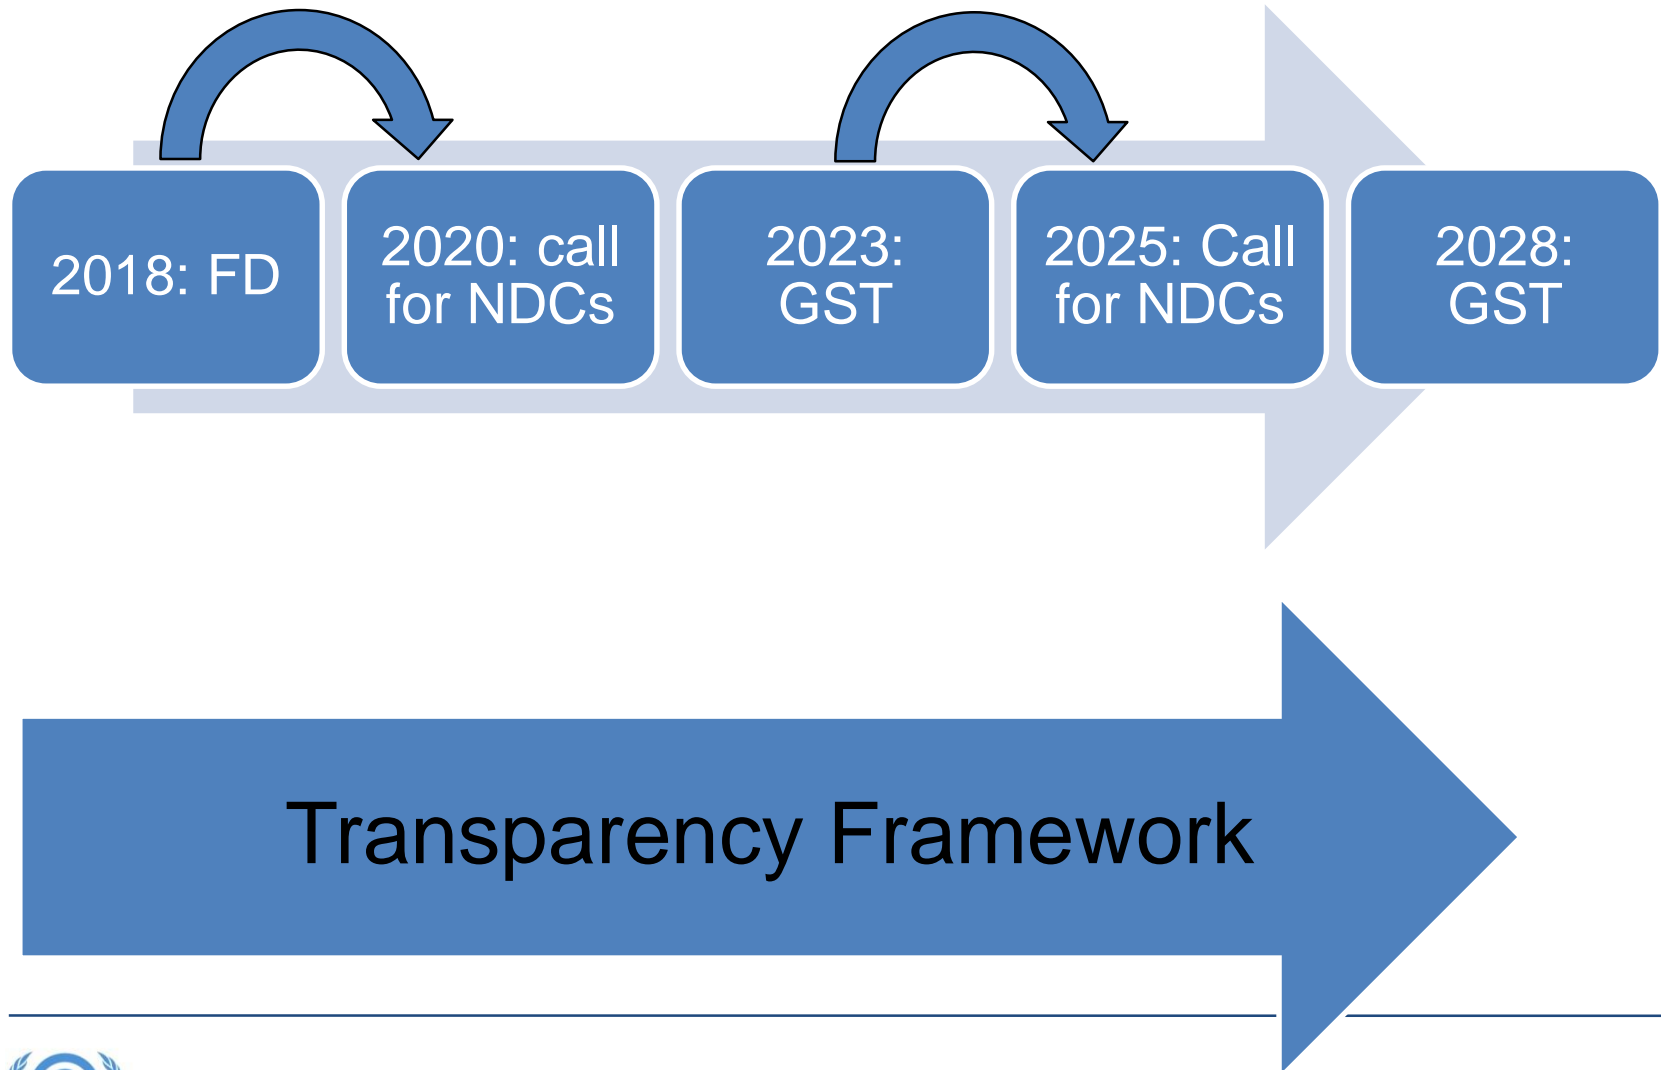 2018: FD
2020: call
for NDCs
2023:
GST
2025: Call
for NDCs
2028:
GST
Transparency Framework